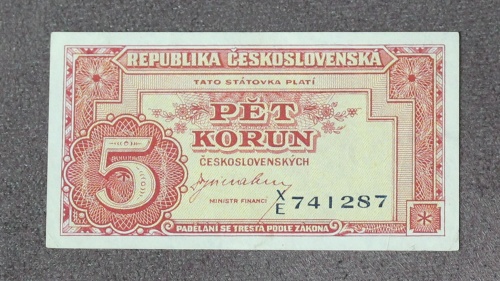 REPUBLIKA ČESKOSLOVENSKÁ
TATO STÁTOVKA PLATÍ
PĚT
KORUN
ČESKOSLOVENSKÝCH
5
MINISTR FINANCÍ
X/E 741287
PADĚLÁNÍ SE TRESTÁ PODLE ZÁKONA